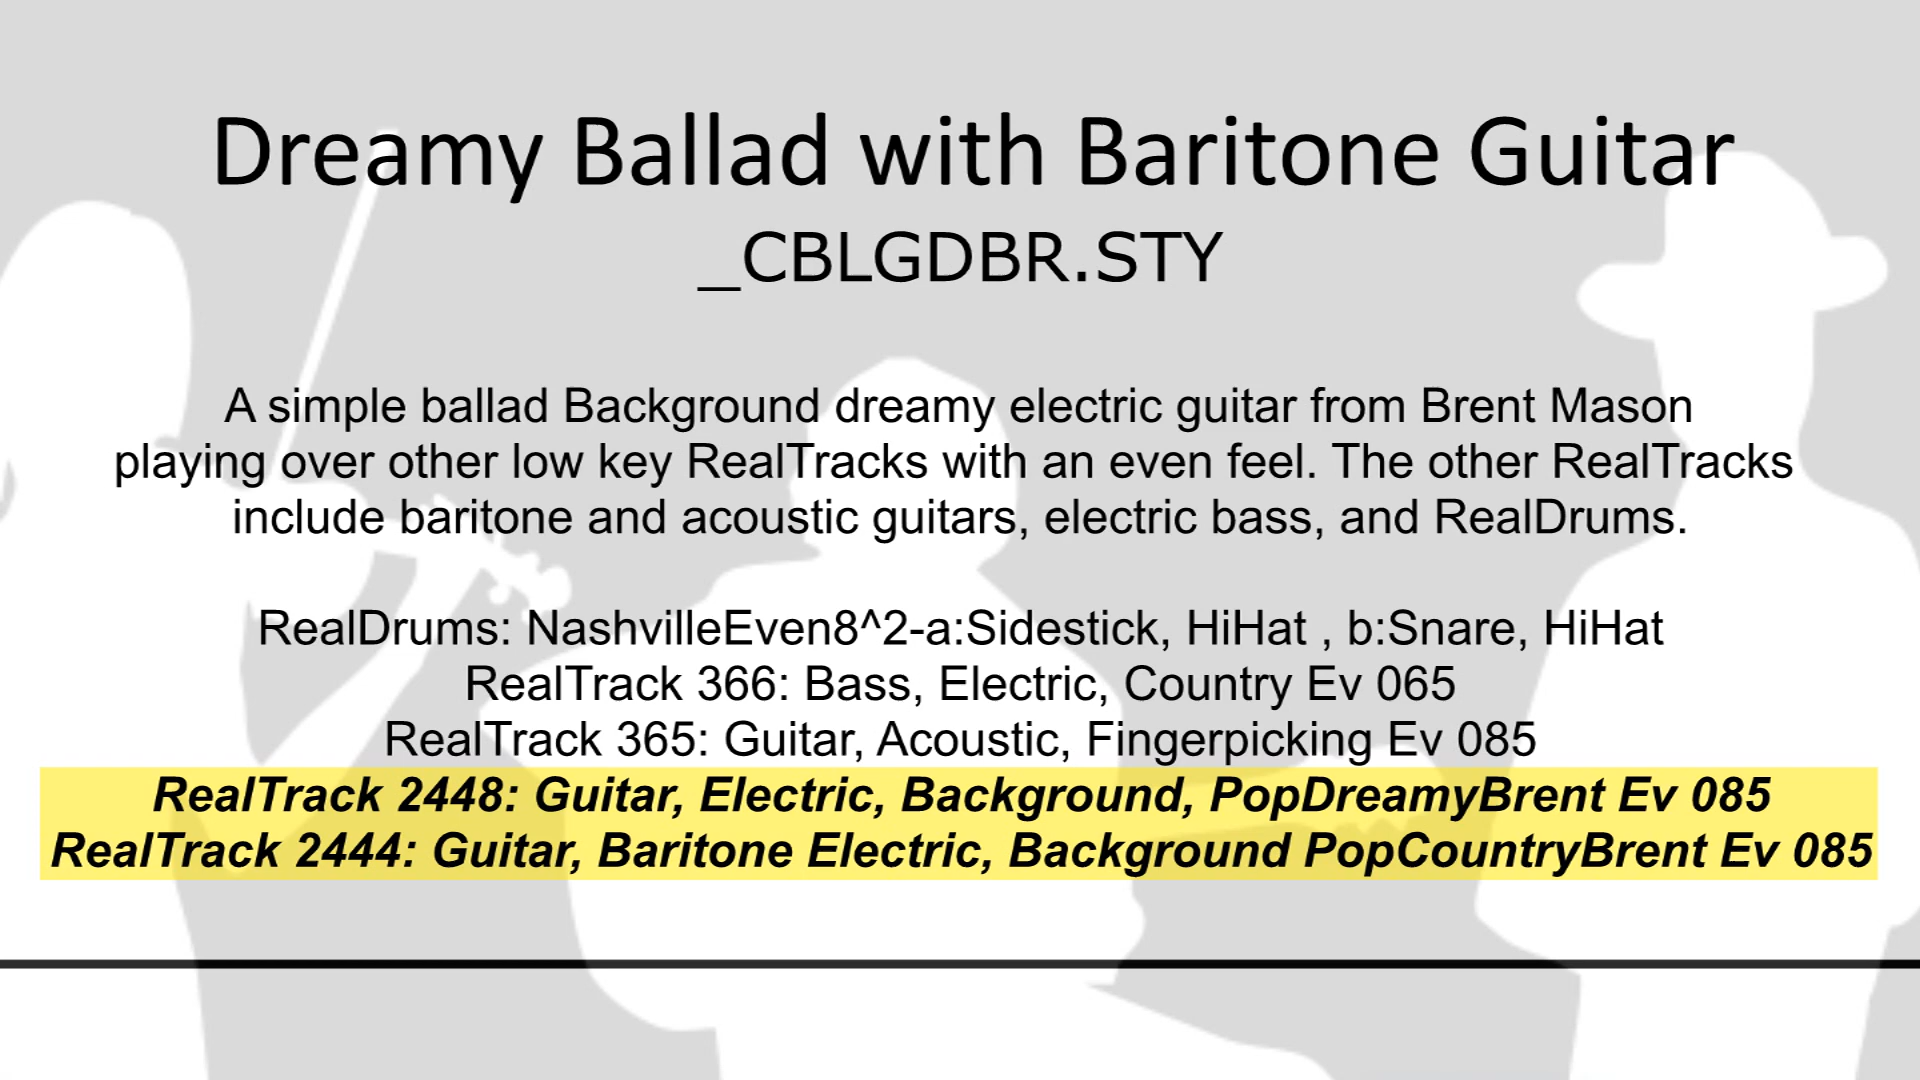 Dreamy Ballad with Baritone Guitar
_CBLGDBR.STY
A simple ballad Background dreamy electric guitar from Brent Mason
playing over other low key RealTracks with an even feel. The other RealTracks
include baritone and acoustic guitars, electric bass, and RealDrums.
RealDrums: NashvilleEven8^2-a:Sidestick, HiHat , b:Snare, HiHat
RealTrack 366: Bass, Electric, Country Ev 065
RealTrack 365: Guitar, Acoustic, Fingerpicking Ev 085
RealTrack 2448: Guitar, Electric, Background, PopDreamyBrent Ev 085
RealTrack 2444: Guitar, Baritone Electric, Background PopCountryBrent Ev 085